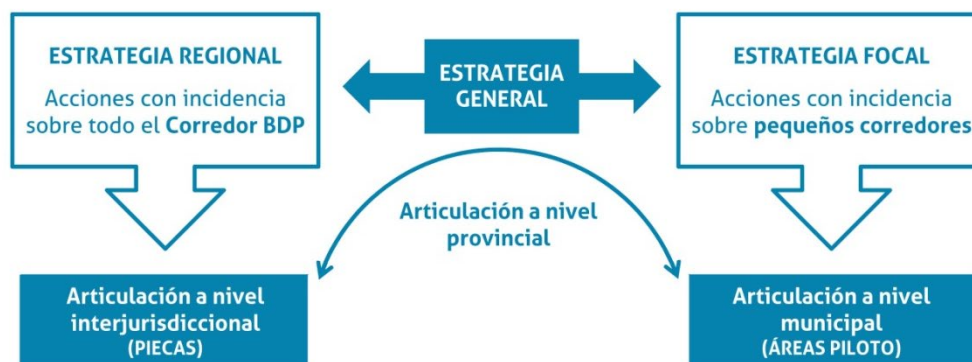 ESTRATEGIA REGIONAL
Acciones con incidencia
sobre todo el Corredor BDP
ESTRATEGIA
GENERAL
ESTRATEGIA FOCAL
Acciones con incidencia
sobre pequeños corredores
Articulación a nivel
provincial
Articulación a nivel
interjurisdiccional
(PIECAS)
Articulación a nivel
municipal
(ÁREAS PILOTO)